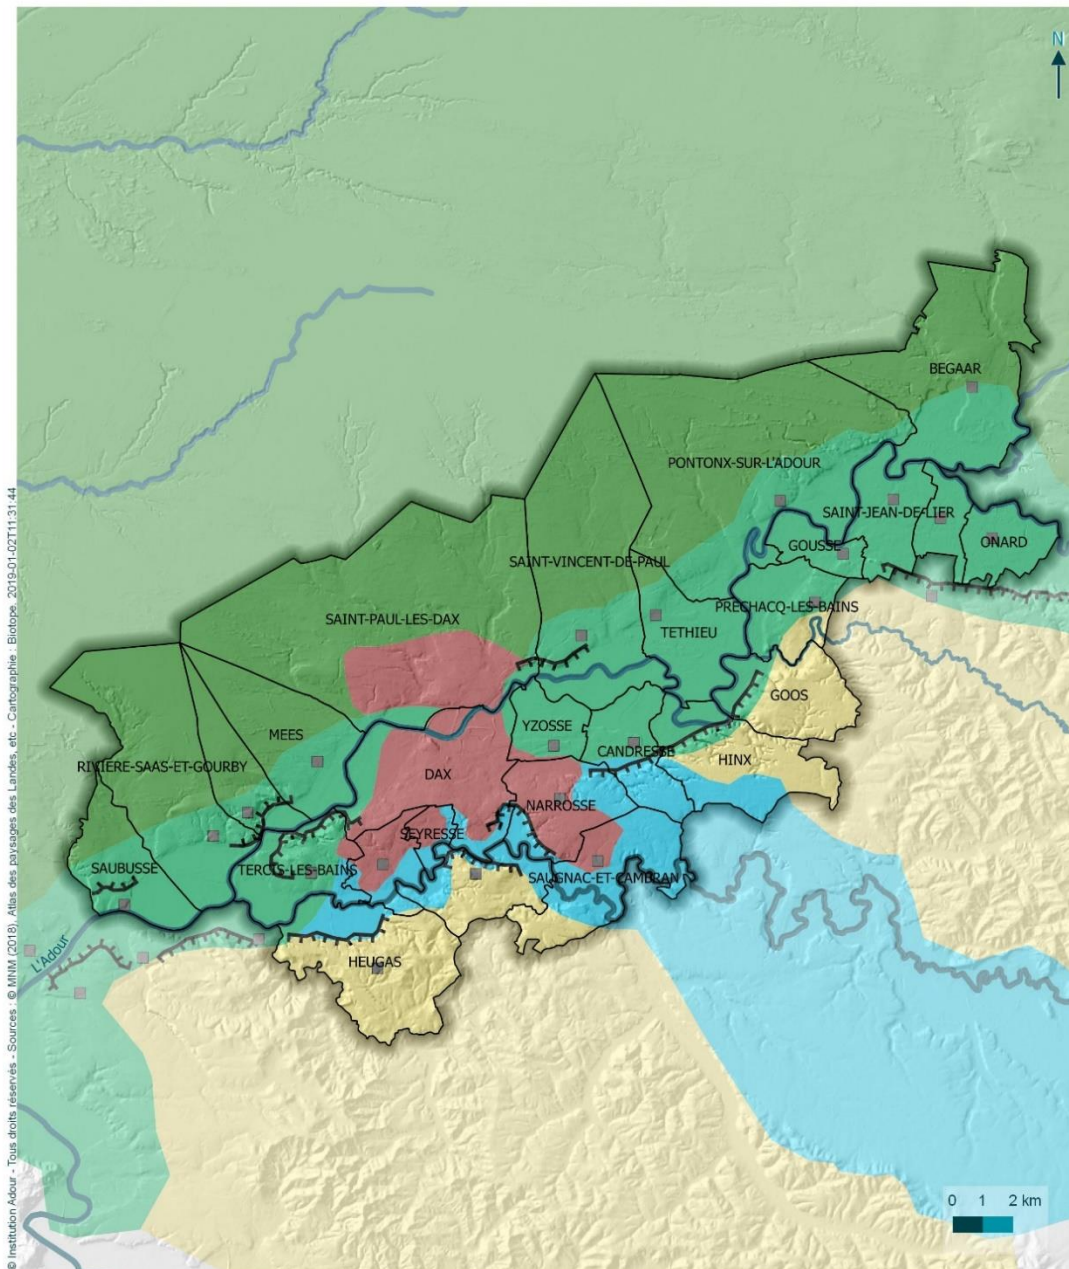 N
BEGAAR
PONTONX-SUR-L'ADOUR
SAINT-JEAN-DE-LIER
ONARD
GOUSSE
SAINT-VINCENT-DE-PAUL
PRECHACQ-LES-BAINS
SAINT-PAUL-LES-DAX
TETHIEU
GOOS
YZOSSE
MEES
CANDRESSE
HINX
RIVIERE-SAAS-ET-GOURBY
DAX
NARROSSE
SEYRESSE
SAUBUSSE
TERCIS-LES-BAINS
SAUGNAC-ET-CAMBRAN
L'Adour
HEUGAS
0 1 2 km
© Institution Adour - Tous droits réservés - Sources : © MNM (2018), Atlas des paysages des Landes, etc - Cartographie : Biotope, 2019-01-02T11:31:44